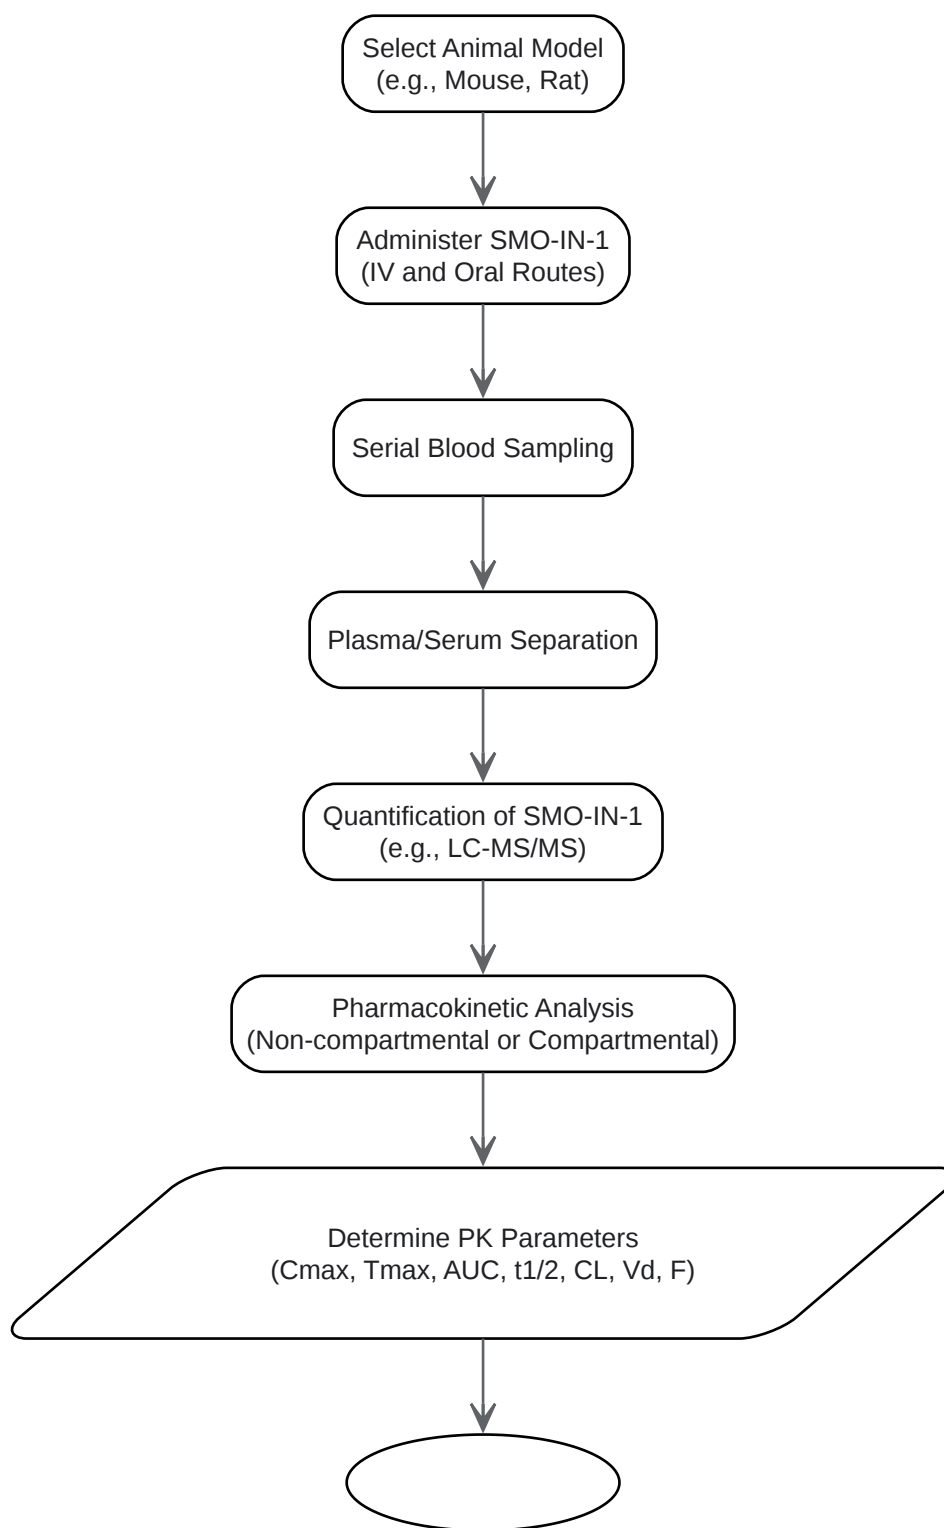 Select Animal Model
(e.g., Mouse, Rat)
Administer SMO-IN-1
(IV and Oral Routes)
Serial Blood Sampling
Plasma/Serum Separation
Quantification of SMO-IN-1
(e.g., LC-MS/MS)
Pharmacokinetic Analysis
(Non-compartmental or Compartmental)
Determine PK Parameters
(Cmax, Tmax, AUC, t1/2, CL, Vd, F)